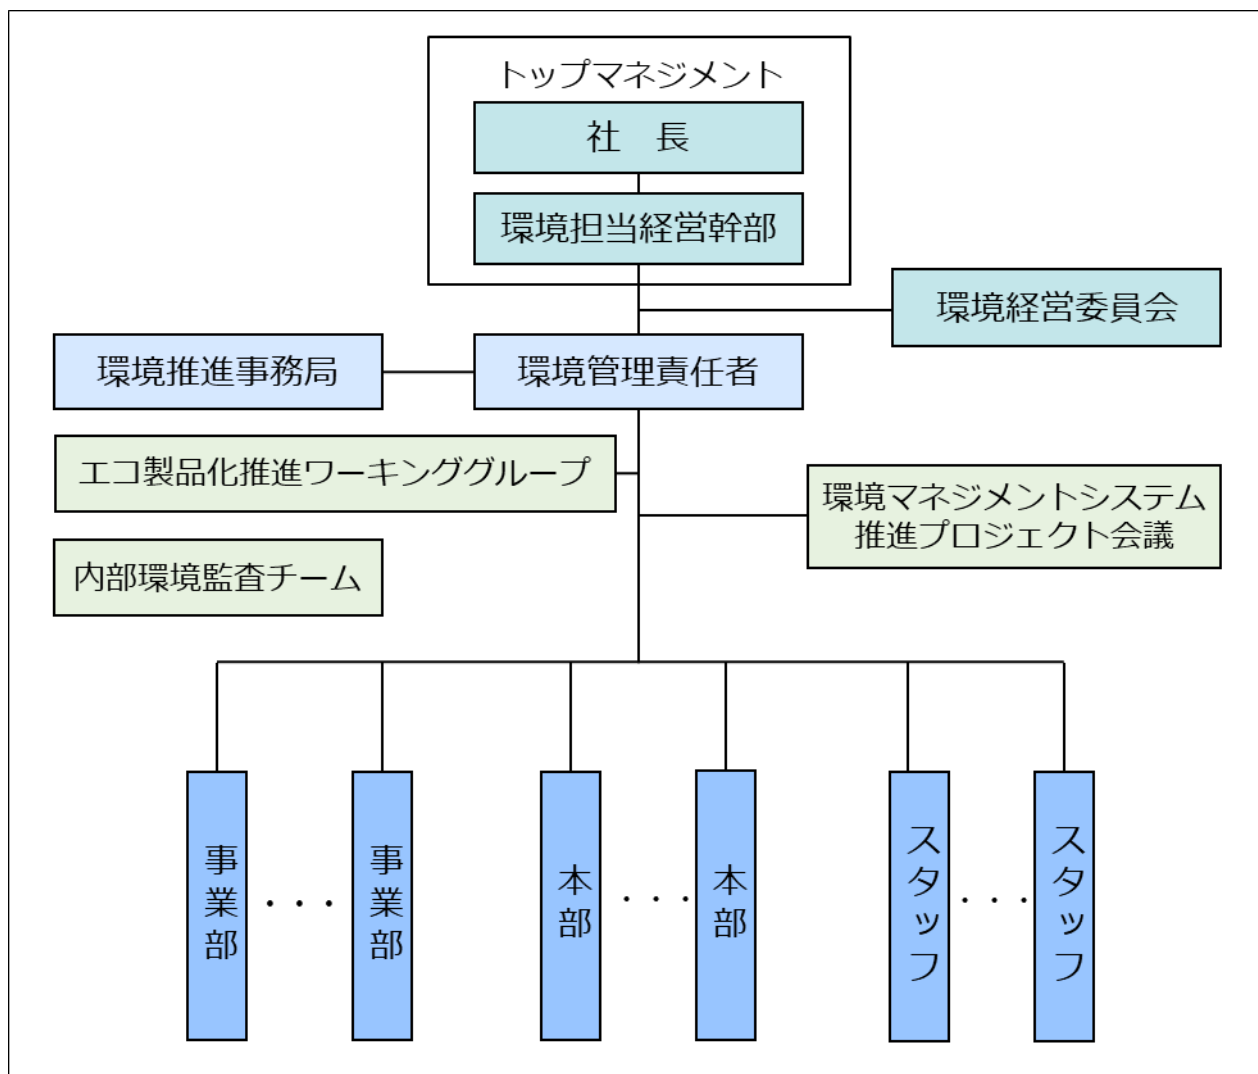 トップマネジメント
社　長
環境担当経営幹部
環境経営委員会
環境推進事務局
環境管理責任者
エコ製品化推進ワーキンググループ
環境マネジメントシステム
推進プロジェクト会議
内部環境監査チーム
事業部
・・・
事業部
本部
・・・
本部
スタッフ
・・・
スタッフ